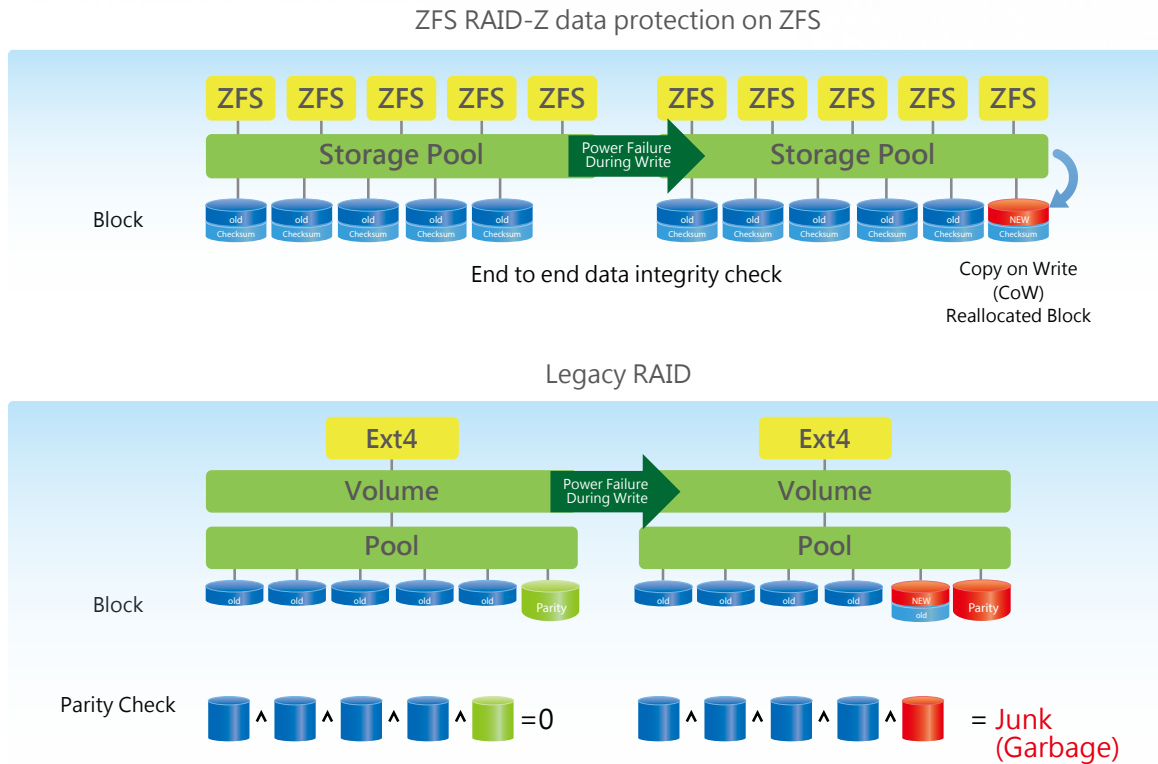 ZFS RAID-Z data protection on ZFS
ZFS ZFS ZFS ZFS ZFS ZFS ZFS ZFS ZFS ZFS
Storage Pool
Power Failure
During Write
Storage Pool
Block
old old old old old old old old old old NEW
Checksum Checksum Checksum Checksum Checksum Checksum Checksum Checksum Checksum Checksum Checksum
End to end data integrity check
Copy on Write
(CoW)
Reallocated Block
Legacy RAID
Ext4 Ext4
Volume
Power Failure
During Write
Volume
Pool Pool
Block
old old old old old Parity old old old old NEW Parity
old
Parity Check
^ ^ ^ ^ =0
^ ^ ^ ^ = Junk
(Garbage)